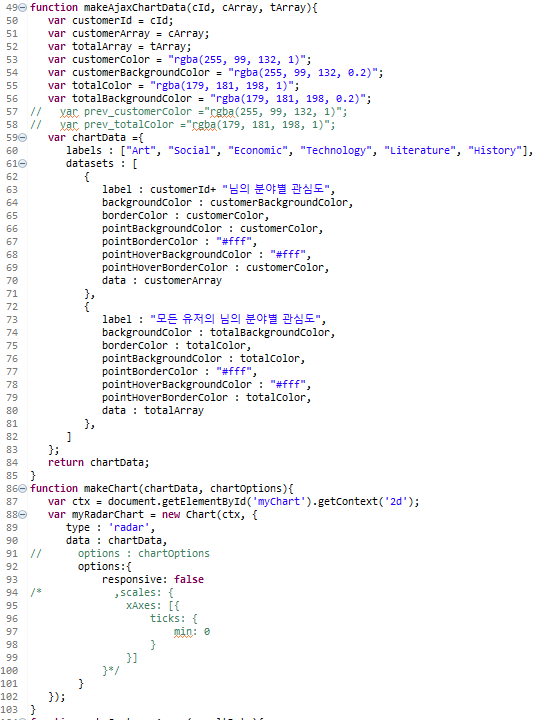 49 function makeAjaxChartData(cId, cArray, tArray){
50 var customerId = cId;
51 var customerArray = cArray;
52 var totalArray = tArray;
53 var customerColor = "rgba(255, 99, 132, 1)";
54 var customerBackgroundColor = "rgba(255, 99, 132, 0.2)";
55 var totalColor = "rgba(179, 181, 198, 1)";
56 var totalBackgroundColor = "rgba(179, 181, 198, 0.2)";
57 // var prev_customerColor ="rgba(255, 99, 132, 1)";
58 // var prev_totalColor ="rgba(179, 181, 198, 1)";
59 var chartData ={
60 labels : ["Art", "Social", "Economic", "Technology", "Literature", "History"],
61 datasets : [
62 {
63 label : customerId+ "님의 분야별 관심도",
64 backgroundColor : customerBackgroundColor,
65 borderColor : customerColor,
66 pointBackgroundColor : customerColor,
67 pointBorderColor : "#fff",
68 pointHoverBackgroundColor : "#fff",
69 pointHoverBorderColor : customerColor,
70 data : customerArray
71 },
72 {
73 label : "모든 유저의 님의 분야별 관심도",
74 backgroundColor : totalBackgroundColor,
75 borderColor : totalColor,
76 pointBackgroundColor : totalColor,
77 pointBorderColor : "#fff",
78 pointHoverBackgroundColor : "#fff",
79 pointHoverBorderColor : totalColor,
80 data : totalArray
81 },
82 ]
83 };
84 return chartData;
85 }
86 function makeChart(chartData, chartOptions){
87 var ctx = document.getElementById('myChart').getContext('2d');
88 var myRadarChart = new Chart(ctx, {
89 type : 'radar',
90 data : chartData,
91 // options : chartOptions
92 options:{
93 responsive: false
94 /* ,scales: {
95 xAxes: [{
96 ticks: {
97 min: 0
98 }
99 }]
100 }*/
101 }
102 });
103 }